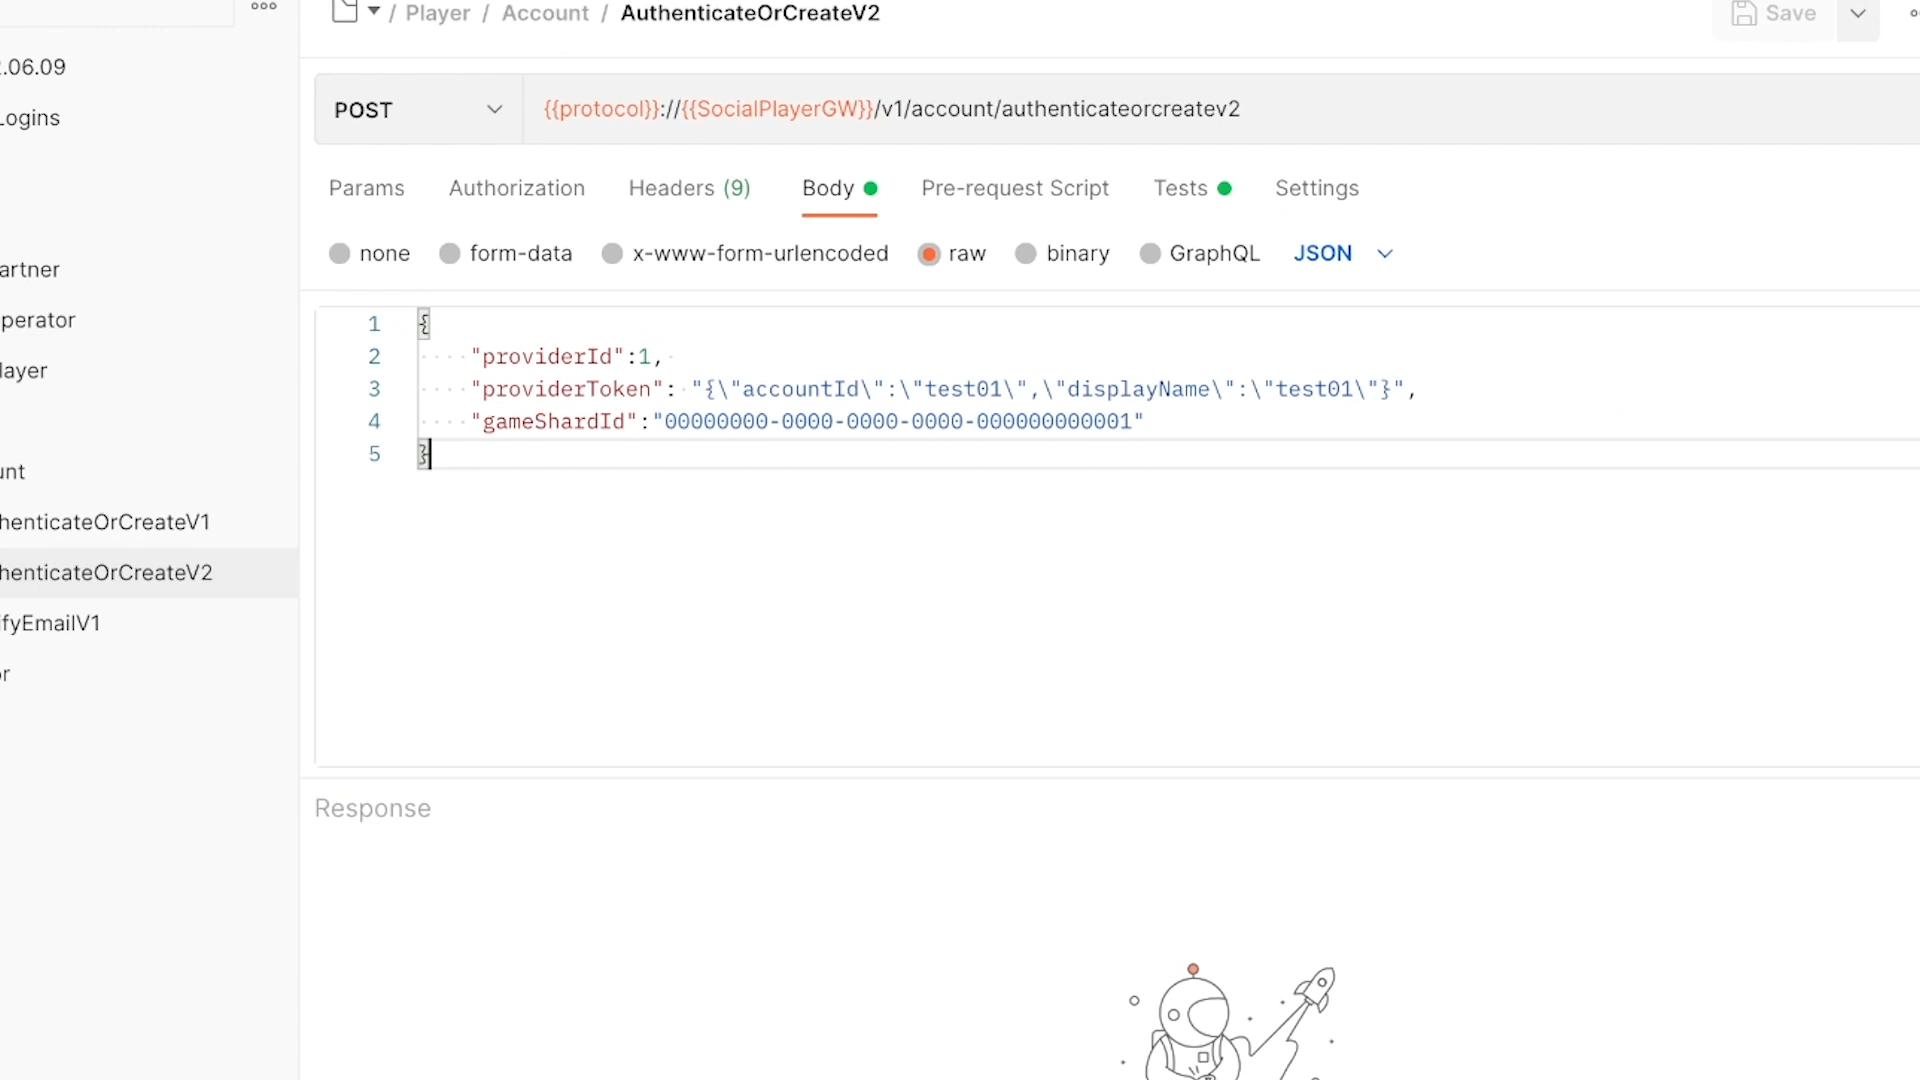 / Player / Account / AuthenticateOrCreateV2
Save
.06.09
Logins
artner
perator
layer
unt
henticateOrCreateV1
henticateOrCreateV2
ifyEmailV1
or
POST
{{protocol}}://{{SocialPlayerGW}}/v1/account/authenticateorcreatev2
Params Authorization Headers (9) Body Pre-request Script Tests Settings
none form-data x-www-form-urlencoded raw binary GraphQL JSON
1 {
2 "providerId":1,
3 "providerToken": "{\"accountId\":\"test01\",\"displayName\":\"test01\"}",
4 "gameShardId":"00000000-0000-0000-0000-000000000001"
5 }
Response